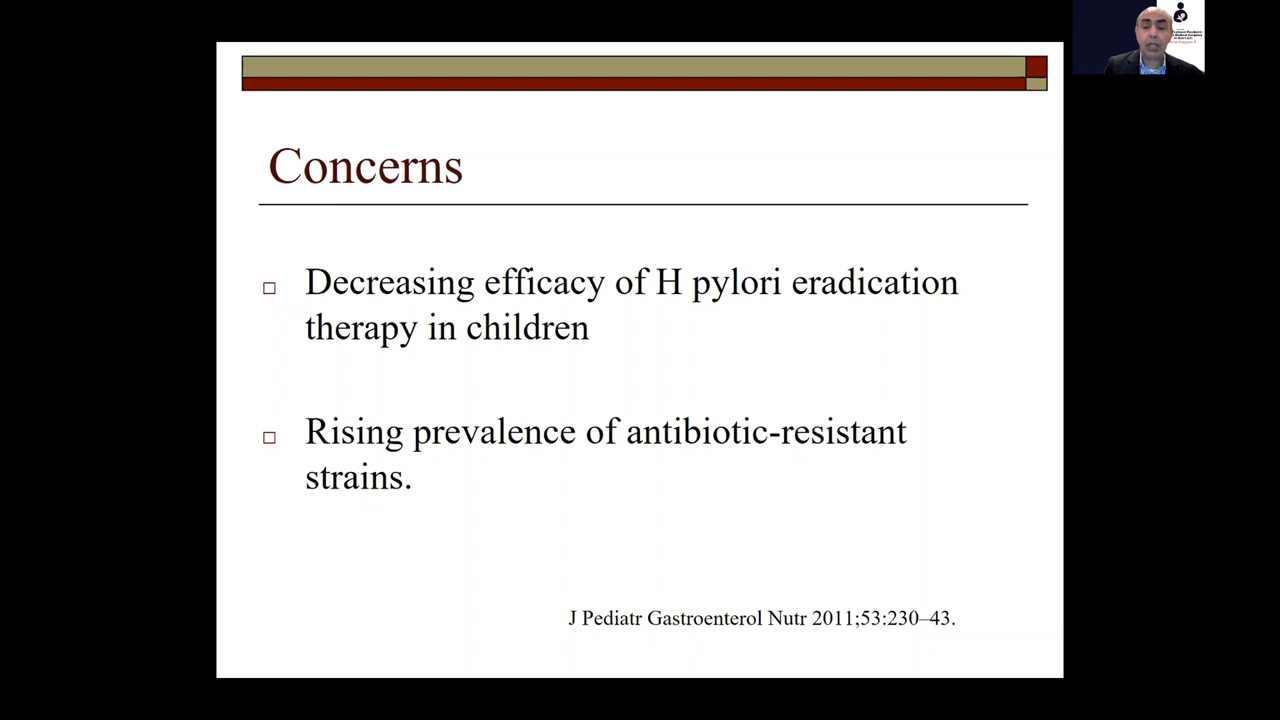 Concerns
Decreasing efficacy of H pylori eradication
therapy in children
Rising prevalence of antibiotic-resistant
strains.
J Pediatr Gastroenterol Nutr 2011;53:230–43.